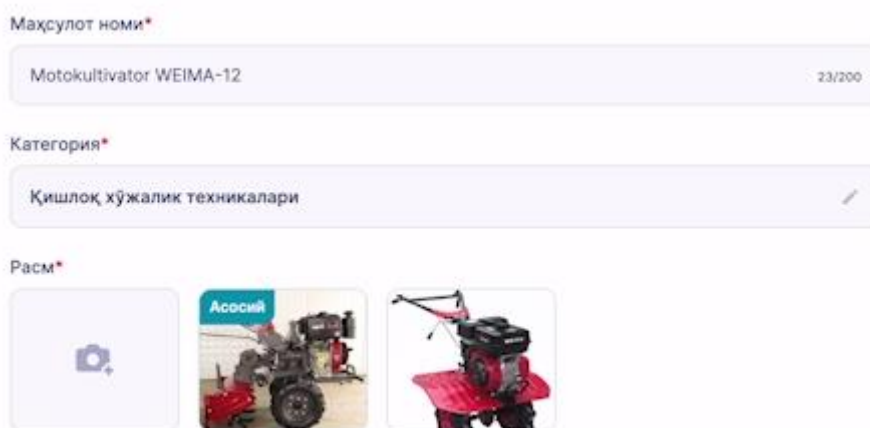 Маҳсулот номи*
Motokultivator WEIMA-12
23/200
Категория*
Қишлоқ хўжалик техникалари
Расм*
Асосий